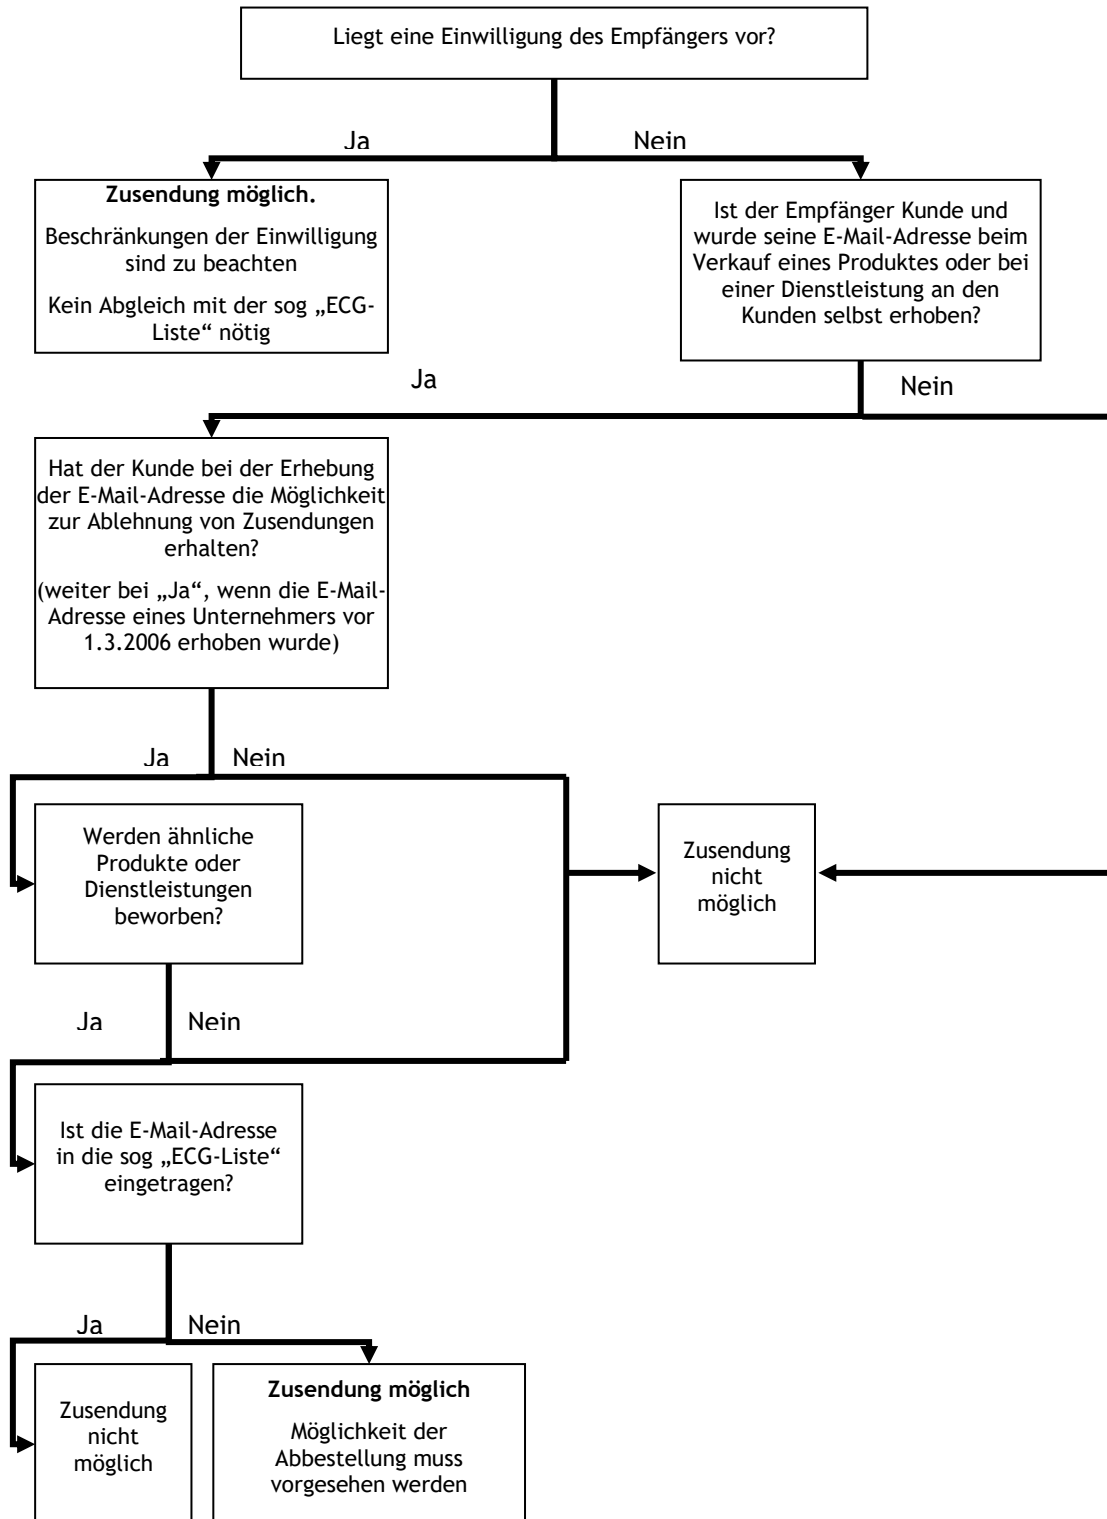 Liegt eine Einwilligung des Empfängers vor?
Ja
Nein
Zusendung möglich.
Beschränkungen der Einwilligung
sind zu beachten
Kein Abgleich mit der sog „ECG-
Liste“ nötig
Ist der Empfänger Kunde und
wurde seine E-Mail-Adresse beim
Verkauf eines Produktes oder bei
einer Dienstleistung an den
Kunden selbst erhoben?
Ja
Nein
Hat der Kunde bei der Erhebung
der E-Mail-Adresse die Möglichkeit
zur Ablehnung von Zusendungen
erhalten?
(weiter bei „Ja“, wenn die E-Mail-
Adresse eines Unternehmers vor
1.3.2006 erhoben wurde)
Ja
Nein
Werden ähnliche
Produkte oder
Dienstleistungen
beworben?
Zusendung
nicht
möglich
Ja
Nein
Ist die E-Mail-Adresse
in die sog „ECG-Liste“
eingetragen?
Ja
Nein
Zusendung
nicht
möglich
Zusendung möglich
Möglichkeit der
Abbestellung muss
vorgesehen werden